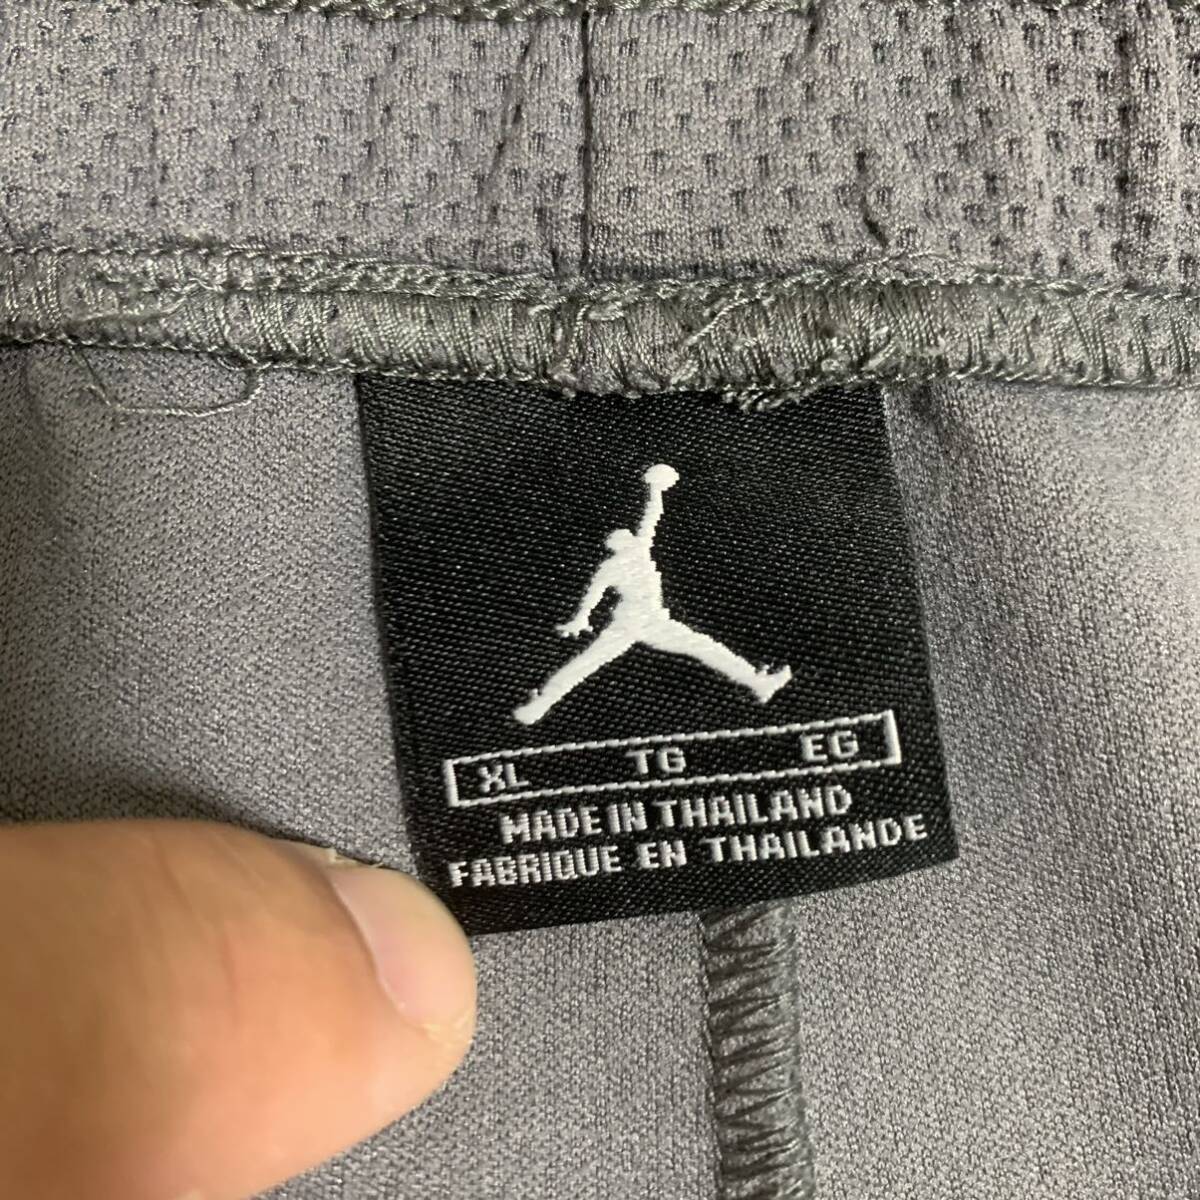 XL TG EG
MADE IN THAILAND
FABRIQUE EN THAILANDE